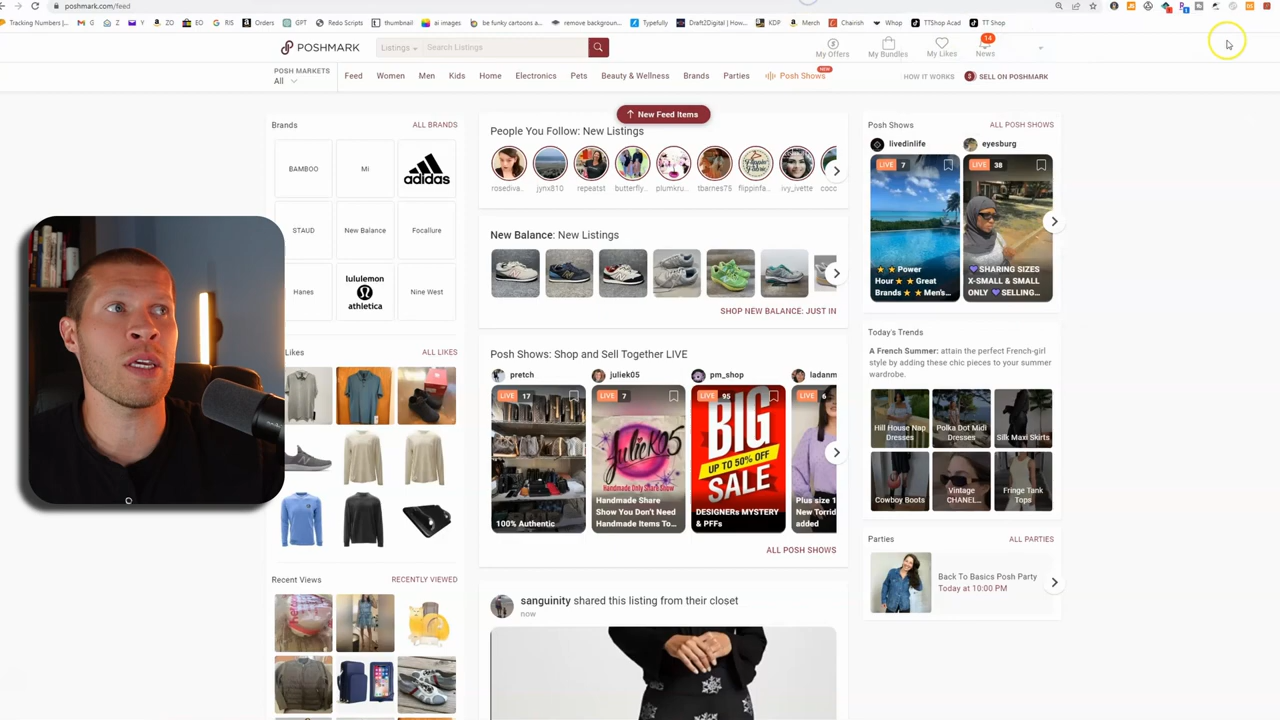 poshmark.com/feed
Tracking Numbers |...
M G Z Y ZO EO RIS Orders GPT Redo Scripts thumbnail ai images be funky cartoons a... remove backgroun... Typefully Draft2Digital | How... KDP Merch Chairish Whop TTShop Acad TT Shop
POSHMARK
Listings
Search Listings
My Offers
My Bundles
My Likes
14
News
POSH MARKETS
All
Feed Women Men Kids Home Electronics Pets Beauty & Wellness Brands Parties Posh Shows NEW
HOW IT WORKS
SELL ON POSHMARK
New Feed Items
Brands
ALL BRANDS
BAMBOO
Mi
adidas
STAUD
New Balance
Focallure
Hanes
lululemon
athletica
Nine West
Likes
ALL LIKES
Recent Views
RECENTLY VIEWED
People You Follow: New Listings
rosediva.. jynx810 repeatst butterfly.. plumkru... tbarnes75 flippinfa.. ivy_ivette coco
New Balance: New Listings
SHOP NEW BALANCE: JUST IN
Posh Shows: Shop and Sell Together LIVE
pretch
LIVE 17
100% Authentic
juliek05
LIVE 7
JulieK05
Handmade Only Share Show
Handmade Share
Show You Don't Need
Handmade Items To...
pm_shop
LIVE 95
BIG
UP TO 50% OFF
SALE
DESIGNERs MYSTERY
& PFFs
ladanm
LIVE 6
Plus size 1
New Torrid
added
ALL POSH SHOWS
sanguinity shared this listing from their closet
now
Posh Shows
ALL POSH SHOWS
livedinlife
LIVE 7
Power
Hour Great
Brands Men's...
eyesburg
LIVE 38
SHARING SIZES
X-SMALL & SMALL
ONLY SELLING...
Today's Trends
A French Summer: attain the perfect French-girl
style by adding these chic pieces to your summer
wardrobe.
Hill House Nap
Dresses
Polka Dot Midi
Dresses
Silk Maxi Skirts
Cowboy Boots
Vintage
CHANEL...
Fringe Tank
Tops
Parties
ALL PARTIES
Back To Basics Posh Party
Today at 10:00 PM